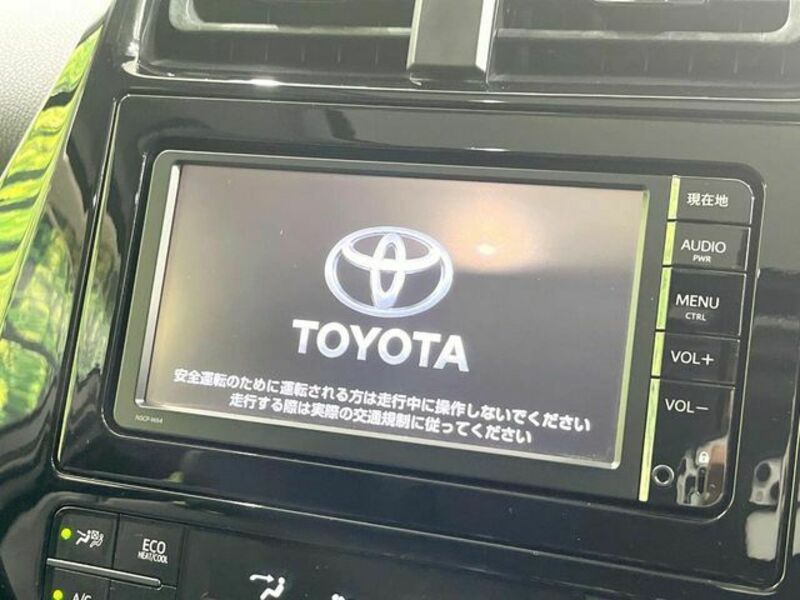 現在地
AUDIO
PWR
MENU
CTRL
VOL+
VOL−
TOYOTA
安全運転のために運転される方は走行中に操作しないでください
走行する際は実際の交通規制に従ってください
NSCP-W64
ECO
HEAT/COOL
A/C